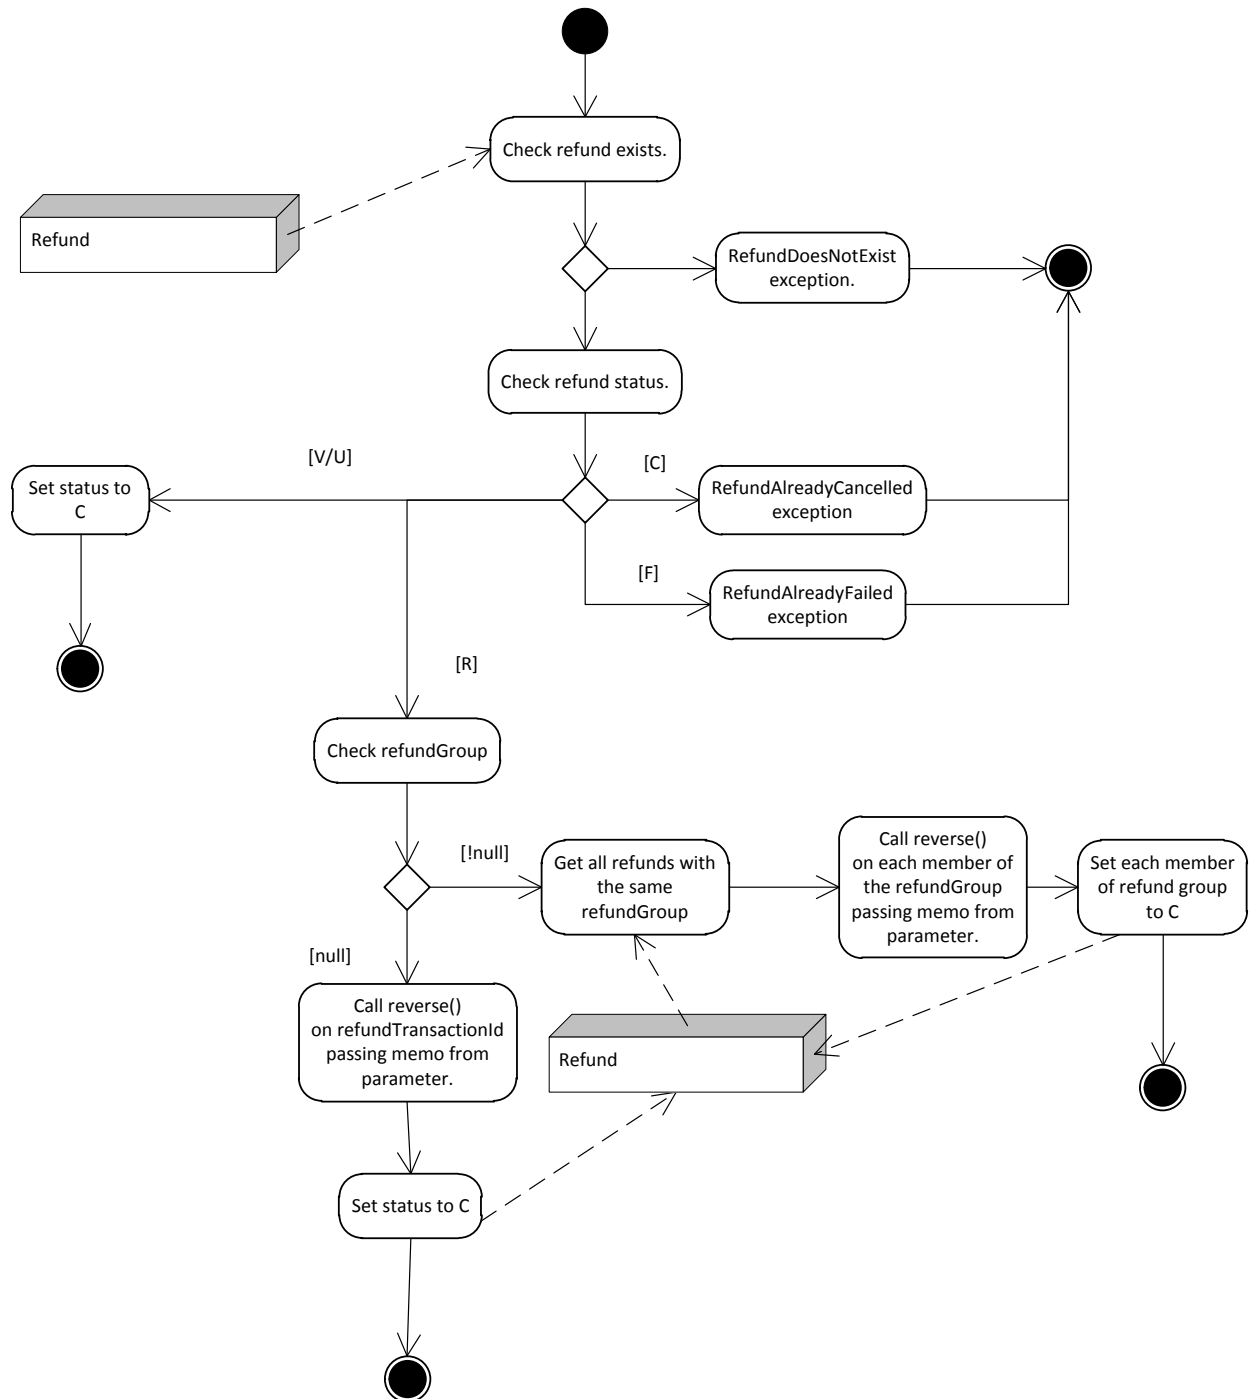 Check refund exists.
Refund
RefundDoesNotExist
exception.
Check refund status.
[V/U]
[C]
Set status to
C
RefundAlreadyCancelled
exception
[F]
RefundAlreadyFailed
exception
[R]
Check refundGroup
[!null]
Get all refunds with
the same
refundGroup
Call reverse()
on each member of
the refundGroup
passing memo from
parameter.
Set each member
of refund group
to C
[null]
Call reverse()
on refundTransactionId
passing memo from
parameter.
Refund
Set status to C